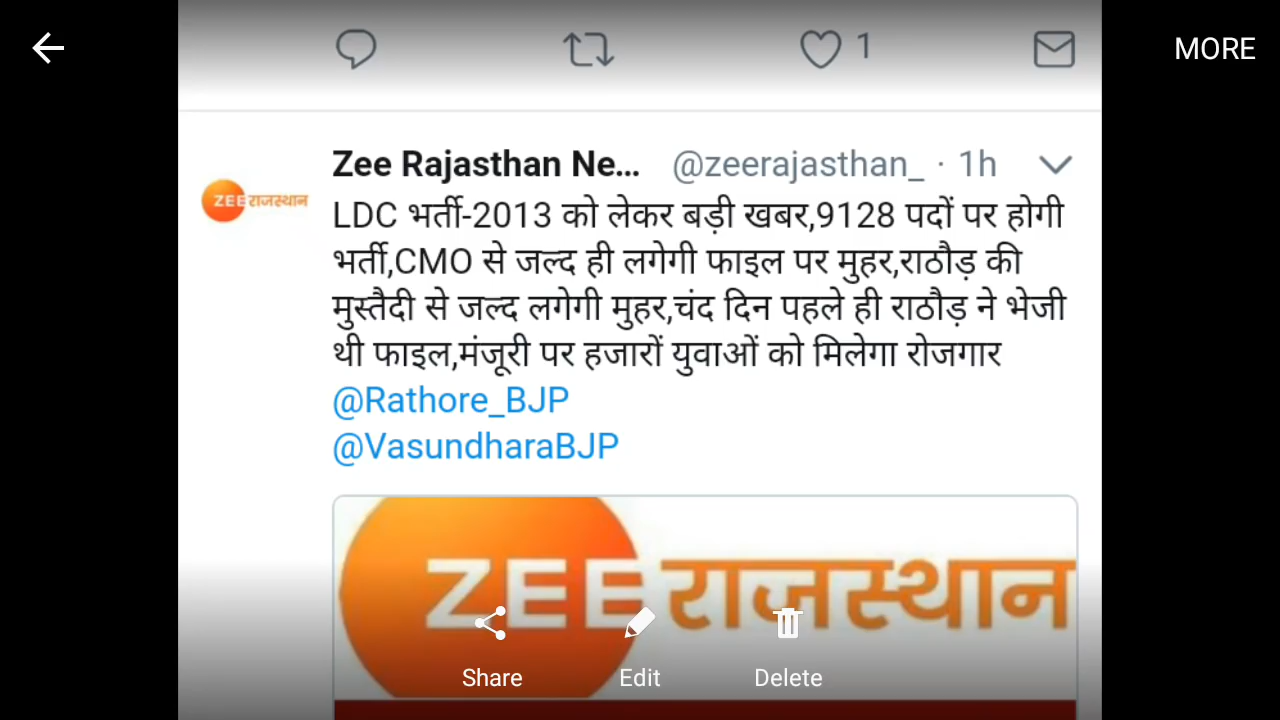 MORE
1
Zee Rajasthan Ne... @zeerajasthan_ · 1h
ZEE राजस्थान
LDC भर्ती-2013 को लेकर बड़ी खबर,9128 पदों पर होगी
भर्ती,CMO से जल्द ही लगेगी फाइल पर मुहर,राठौड़ की
मुस्तैदी से जल्द लगेगी मुहर,चंद दिन पहले ही राठौड़ ने भेजी
थी फाइल,मंजूरी पर हजारों युवाओं को मिलेगा रोजगार
@Rathore_BJP
@VasundharaBJP
ZEE राजस्थान
Share Edit Delete